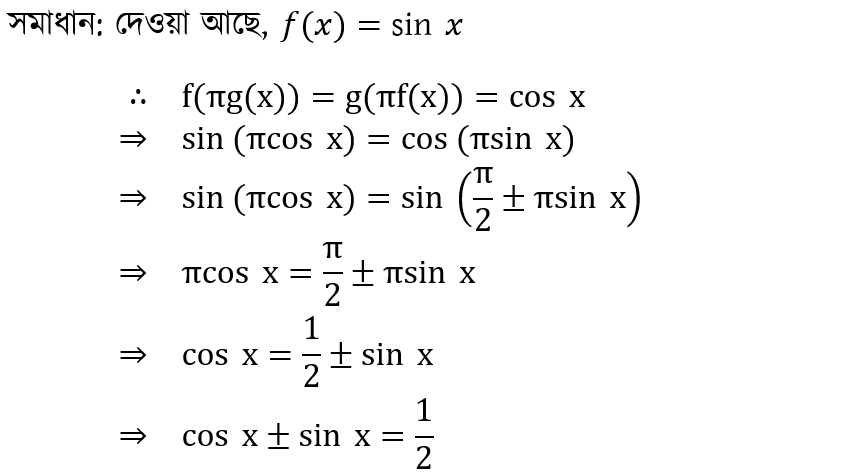 সমাধান: দেওয়া আছে, f(x) = sin x
∴ f(πg(x)) = g(πf(x)) = cos x
⇒ sin (πcos x) = cos (πsin x)
⇒ sin (πcos x) = sin (π/2 ± πsin x)
⇒ πcos x = π/2 ± πsin x
⇒ cos x = 1/2 ± sin x
⇒ cos x ± sin x = 1/2